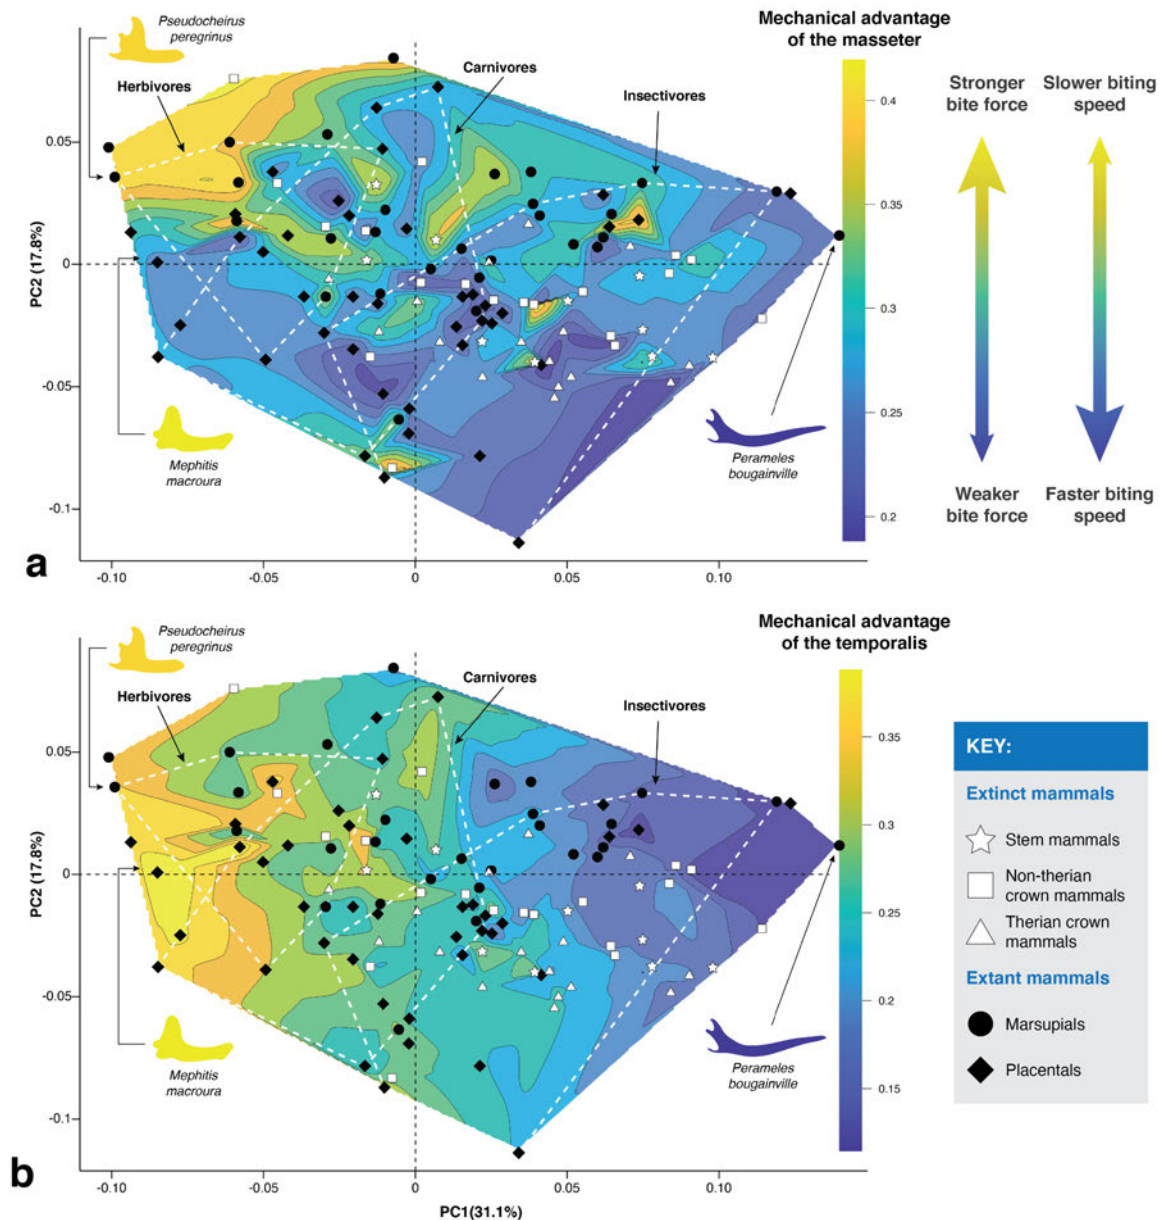 Pseudocheirus
peregrinus
Herbivores
Carnivores
Insectivores
Mechanical advantage
of the masseter
Stronger
bite force
Slower biting
speed
0.05
0
-0.05
-0.1
PC2 (17.8%)
0.4
0.35
0.3
0.25
0.2
Mephitis
macroura
Perameles
bougainville
Weaker
bite force
Faster biting
speed
a
-0.10
-0.05
0
0.05
0.10
Pseudocheirus
peregrinus
Herbivores
Carnivores
Insectivores
Mechanical advantage
of the temporalis
0.05
0
-0.05
-0.1
PC2 (17.8%)
0.35
0.3
0.25
0.2
0.15
Mephitis
macroura
Perameles
bougainville
b
-0.10
-0.05
0
0.05
0.10
PC1(31.1%)
KEY:
Extinct mammals
Stem mammals
Non-therian
crown mammals
Therian crown
mammals
Extant mammals
Marsupials
Placentals